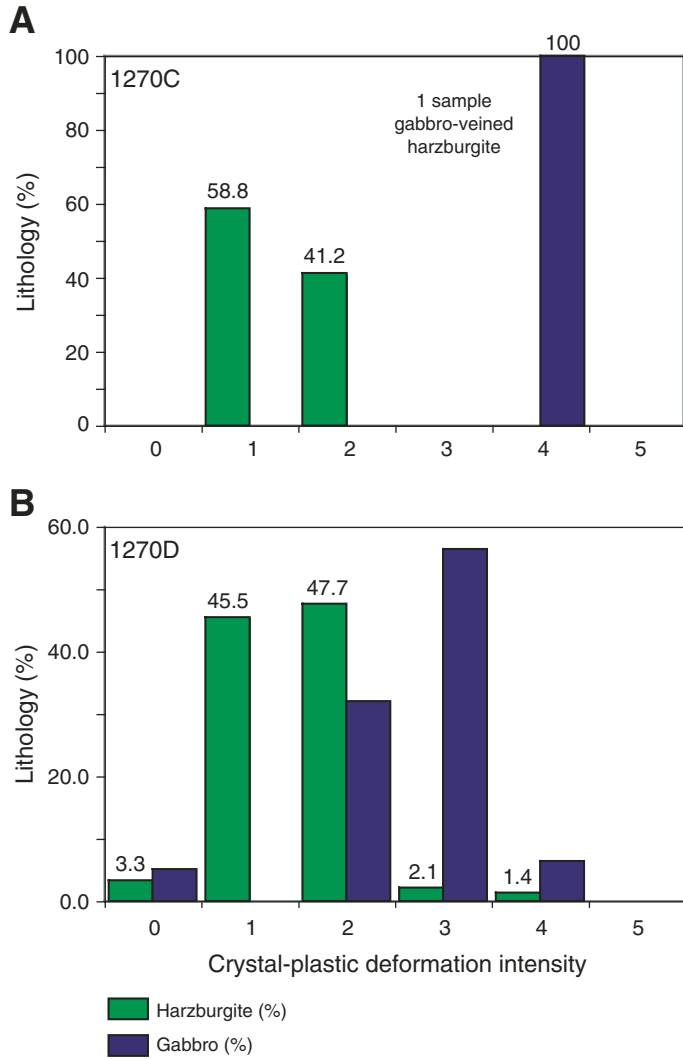 A
100
100
1270C
1 sample
gabbro-veined
harzburgite
80
58.8
60
41.2
40
20
0
Lithology (%)
0 1 2 3 4 5
B
60.0
1270D
45.5
47.7
40.0
20.0
3.3
2.1
1.4
0.0
Lithology (%)
0 1 2 3 4 5
Crystal-plastic deformation intensity
Harzburgite (%)
Gabbro (%)